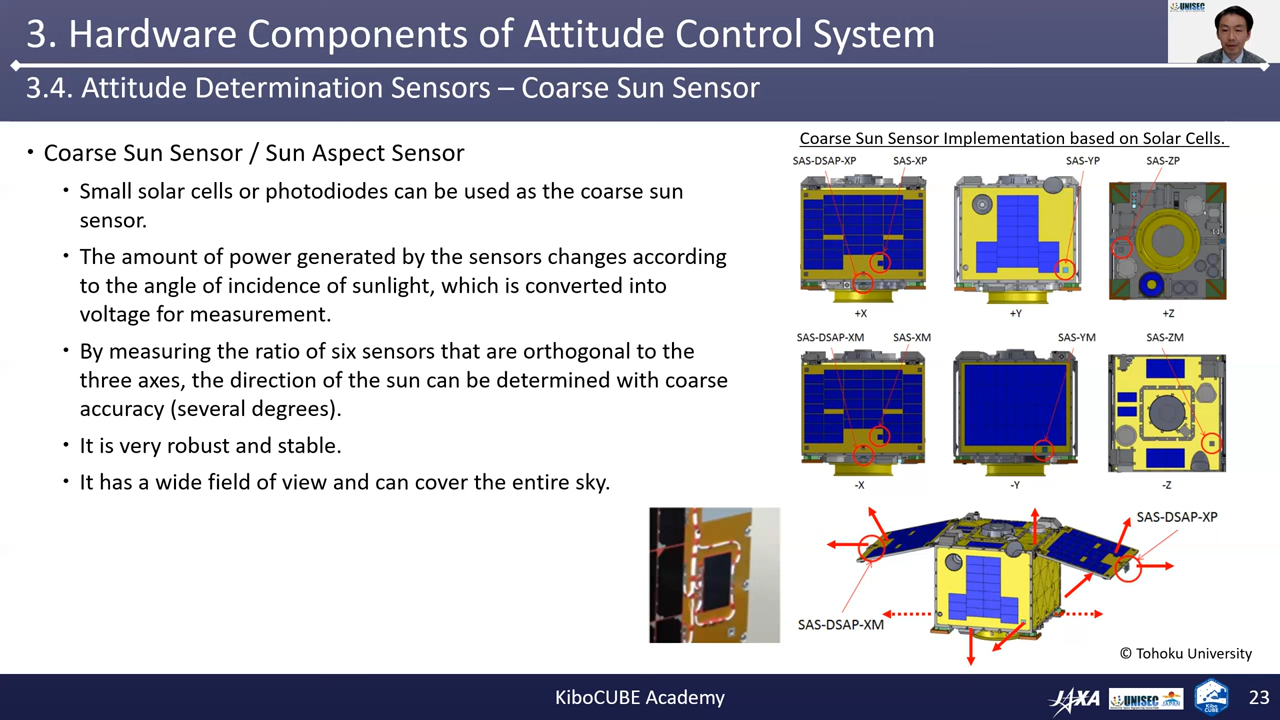 3. Hardware Components of Attitude Control System
UNISEC
3.4. Attitude Determination Sensors – Coarse Sun Sensor
• Coarse Sun Sensor / Sun Aspect Sensor
• Small solar cells or photodiodes can be used as the coarse sun
sensor.
• The amount of power generated by the sensors changes according
to the angle of incidence of sunlight, which is converted into
voltage for measurement.
• By measuring the ratio of six sensors that are orthogonal to the
three axes, the direction of the sun can be determined with coarse
accuracy (several degrees).
• It is very robust and stable.
• It has a wide field of view and can cover the entire sky.
Coarse Sun Sensor Implementation based on Solar Cells.
SAS-DSAP-XP SAS-XP SAS-YP SAS-ZP
+X +Y +Z
SAS-DSAP-XM SAS-XM SAS-YM SAS-ZM
-X -Y -Z
SAS-DSAP-XP
SAS-DSAP-XM
© Tohoku University
KiboCUBE Academy
JAXA
UNISEC
JAPAN
Kibo
CUBE
23